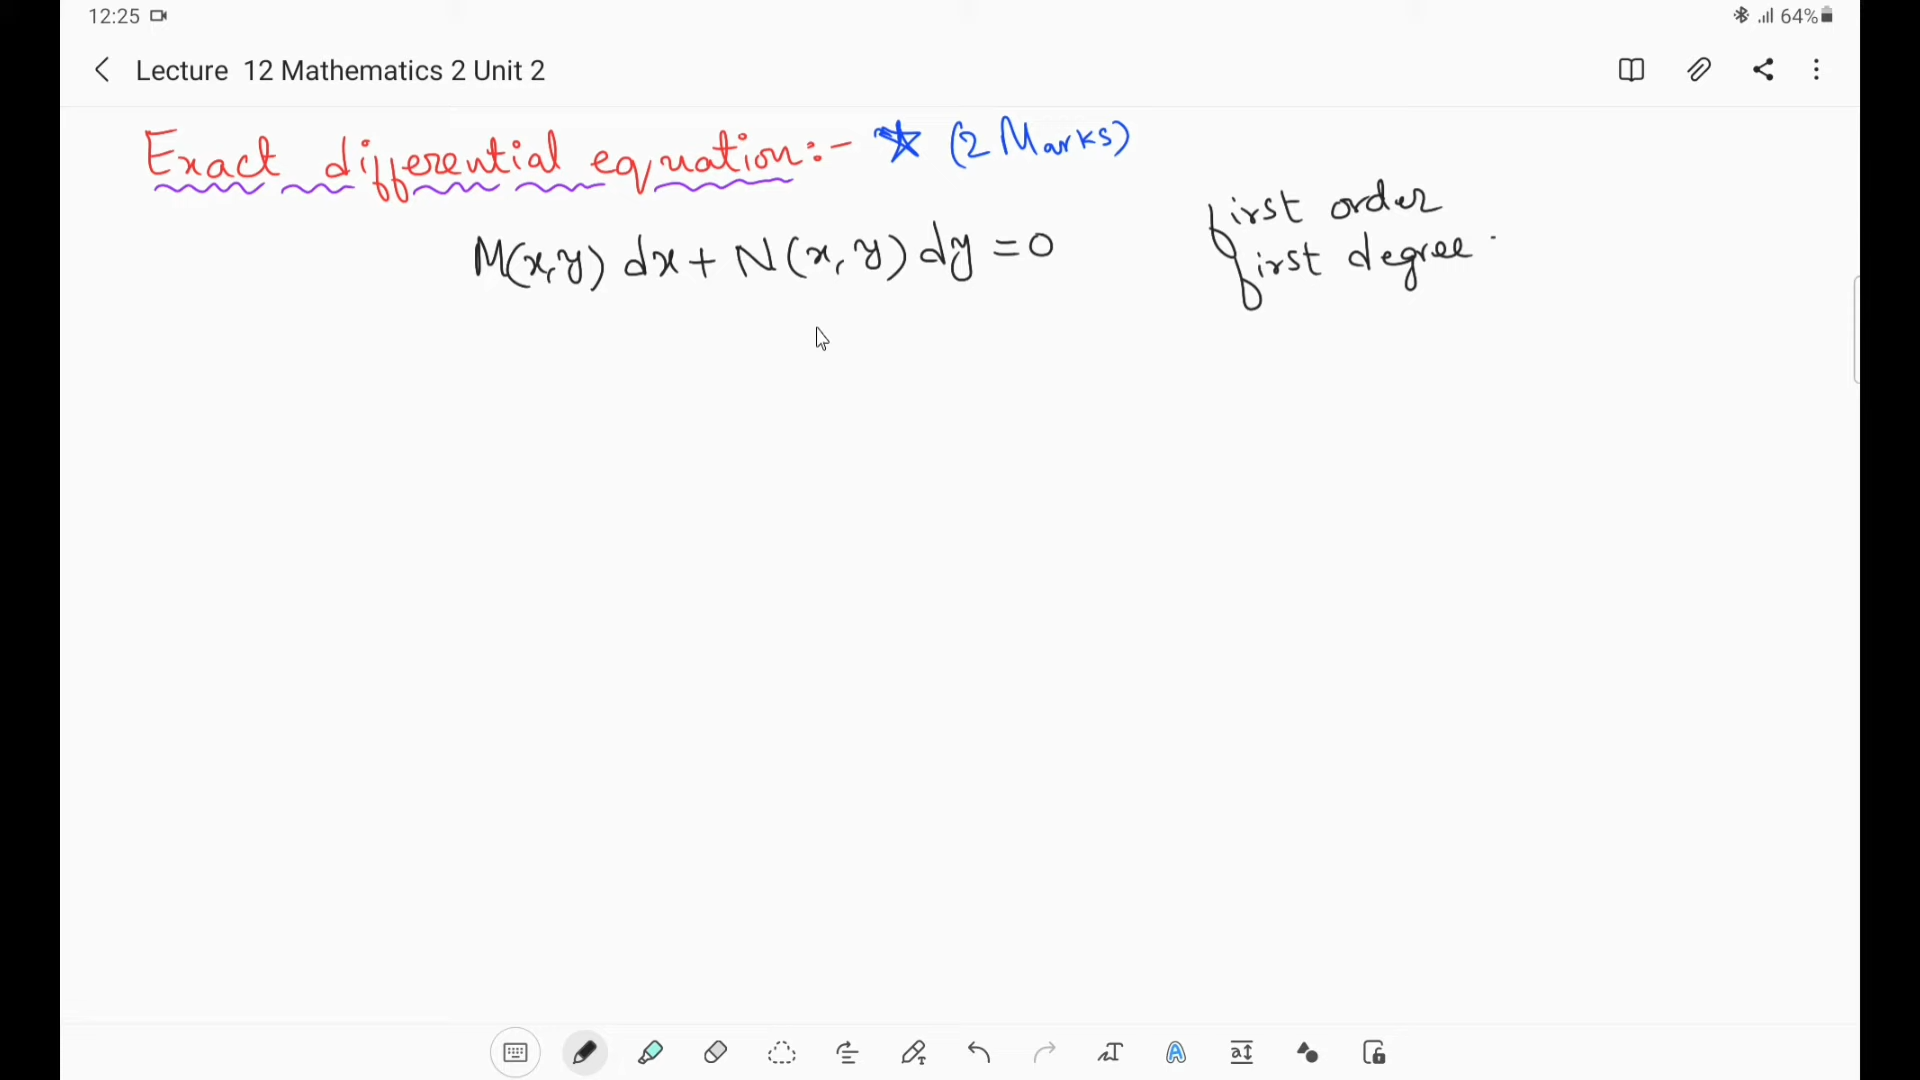 12:25 64%
Lecture 12 Mathematics 2 Unit 2
Exact differential equation:- ★ (2 Marks)
first order
M(x,y) dx + N(x,y) dy = 0 first degree.